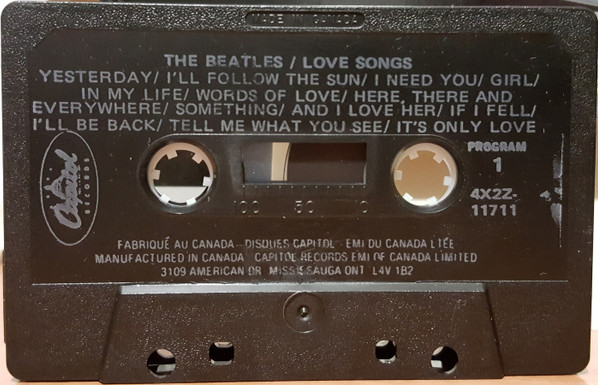 MADE IN CANADA
THE BEATLES / LOVE SONGS
YESTERDAY/ I'LL FOLLOW THE SUN/ I NEED YOU/ GIRL/
IN MY LIFE/ WORDS OF LOVE/ HERE, THERE AND
EVERYWHERE/ SOMETHING/ AND I LOVE HER/ IF I FELL/
I'LL BE BACK/ TELL ME WHAT YOU SEE/ IT'S ONLY LOVE
PROGRAM
1
Capitol
RECORDS
4X2Z-
11711
100 50 0
FABRIQUÉ AU CANADA - DISQUES CAPITOL - EMI DU CANADA LTÉE
MANUFACTURED IN CANADA CAPITOL RECORDS EMI OF CANADA LIMITED
3109 AMERICAN DR MISSISSAUGA ONT L4V 1B2